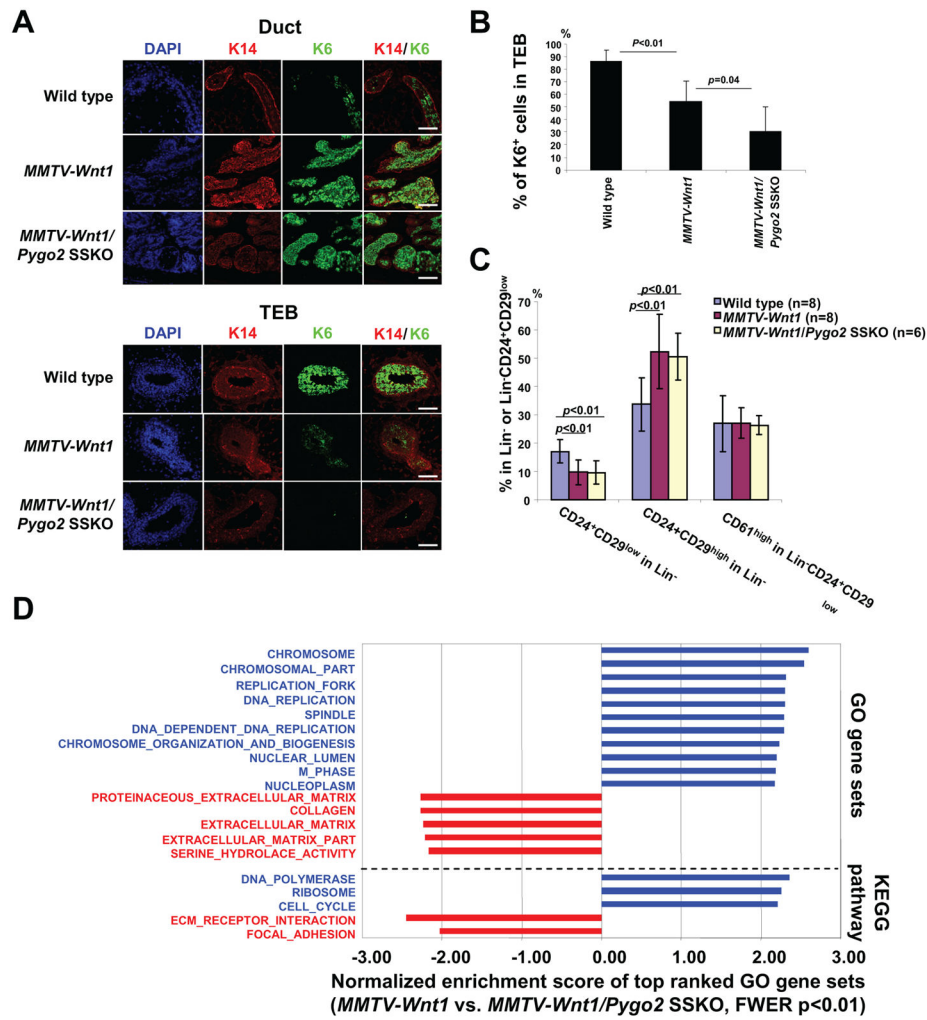 A
Duct
DAPI K14 K6 K14/K6
Wild type
MMTV-Wnt1
MMTV-Wnt1/
Pygo2 SSKO
TEB
DAPI K14 K6 K14/K6
Wild type
MMTV-Wnt1
MMTV-Wnt1/
Pygo2 SSKO
B
%
% of K6+ cells in TEB
100
90
80
70
60
50
40
30
20
10
0
P<0.01
p=0.04
Wild type
MMTV-Wnt1
MMTV-Wnt1/
Pygo2 SSKO
C
%
% in Lin- or Lin-CD24+CD29low
70
60
50
40
30
20
10
0
p<0.01
p<0.01
p<0.01
p<0.01
Wild type (n=8)
MMTV-Wnt1 (n=8)
MMTV-Wnt1/Pygo2 SSKO (n=6)
CD24+CD29low in Lin-
CD24+CD29high in Lin-
CD61high in Lin-CD24+CD29
low
D
CHROMOSOME
CHROMOSOMAL_PART
REPLICATION_FORK
DNA_REPLICATION
SPINDLE
DNA_DEPENDENT_DNA_REPLICATION
CHROMOSOME_ORGANIZATION_AND_BIOGENESIS
NUCLEAR_LUMEN
M_PHASE
NUCLEOPLASM
PROTEINACEOUS_EXTRACELLULAR_MATRIX
COLLAGEN
EXTRACELLULAR_MATRIX
EXTRACELLULAR_MATRIX_PART
SERINE_HYDROLACE_ACTIVITY
DNA_POLYMERASE
RIBOSOME
CELL_CYCLE
ECM_RECEPTOR_INTERACTION
FOCAL_ADHESION
GO gene sets
KEGG
pathway
-3.00 -2.00 -1.00 0.00 1.00 2.00 3.00
Normalized enrichment score of top ranked GO gene sets
(MMTV-Wnt1 vs. MMTV-Wnt1/Pygo2 SSKO, FWER p<0.01)